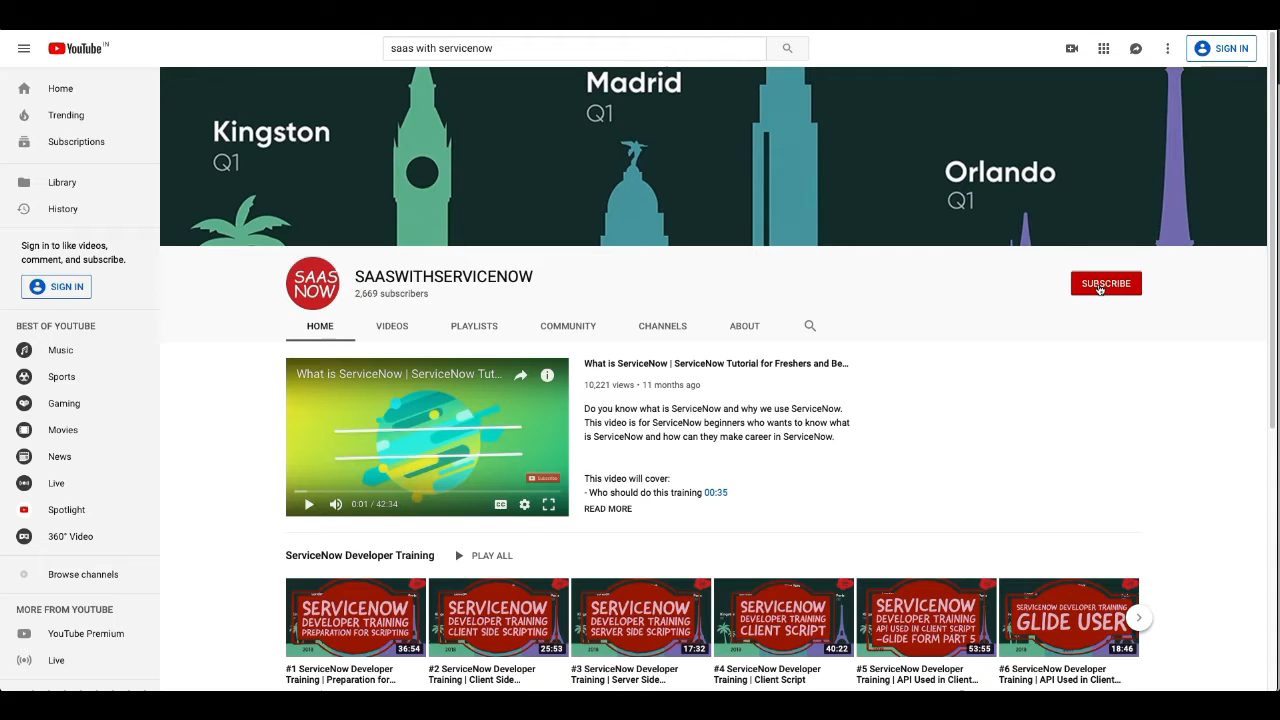 YouTube IN
saas with servicenow
SIGN IN
Home
Trending
Subscriptions
Library
History
Sign in to like videos,
comment, and subscribe.
SIGN IN
BEST OF YOUTUBE
Music
Sports
Gaming
Movies
News
Live
Spotlight
360° Video
Browse channels
MORE FROM YOUTUBE
YouTube Premium
Live
Kingston
Q1
Madrid
Q1
Orlando
Q1
SAAS
NOW
SAASWITHSERVICENOW
2,669 subscribers
SUBSCRIBE
HOME VIDEOS PLAYLISTS COMMUNITY CHANNELS ABOUT
What is ServiceNow | ServiceNow Tut...
Subscribe
0:01 / 42:34
CC
What is ServiceNow | ServiceNow Tutorial for Freshers and Be...
10,221 views • 11 months ago
Do you know what is ServiceNow and why we use ServiceNow.
This video is for ServiceNow beginners who wants to know what
is ServiceNow and how can they make career in ServiceNow.
This video will cover:
- Who should do this training 00:35
READ MORE
ServiceNow Developer Training PLAY ALL
SERVICENOW
DEVELOPER TRAINING
PREPARATION FOR SCRIPTING
36:54
#1 ServiceNow Developer
Training | Preparation for...
SERVICENOW
DEVELOPER TRAINING
CLIENT SIDE SCRIPTING
25:53
#2 ServiceNow Developer
Training | Client Side...
SERVICENOW
DEVELOPER TRAINING
SERVER SIDE SCRIPTING
17:32
#3 ServiceNow Developer
Training | Server Side...
SERVICENOW
DEVELOPER TRAINING
CLIENT SCRIPT
40:22
#4 ServiceNow Developer
Training | Client Script
SERVICENOW
DEVELOPER TRAINING
API USED IN CLIENT SCRIPT
-GLIDE FORM PART 5
53:55
#5 ServiceNow Developer
Training | API Used in Client...
SERVICENOW DEVELOPER TRAINING
GLIDE USER
18:46
#6 ServiceNow Developer
Training | API Used in Client...